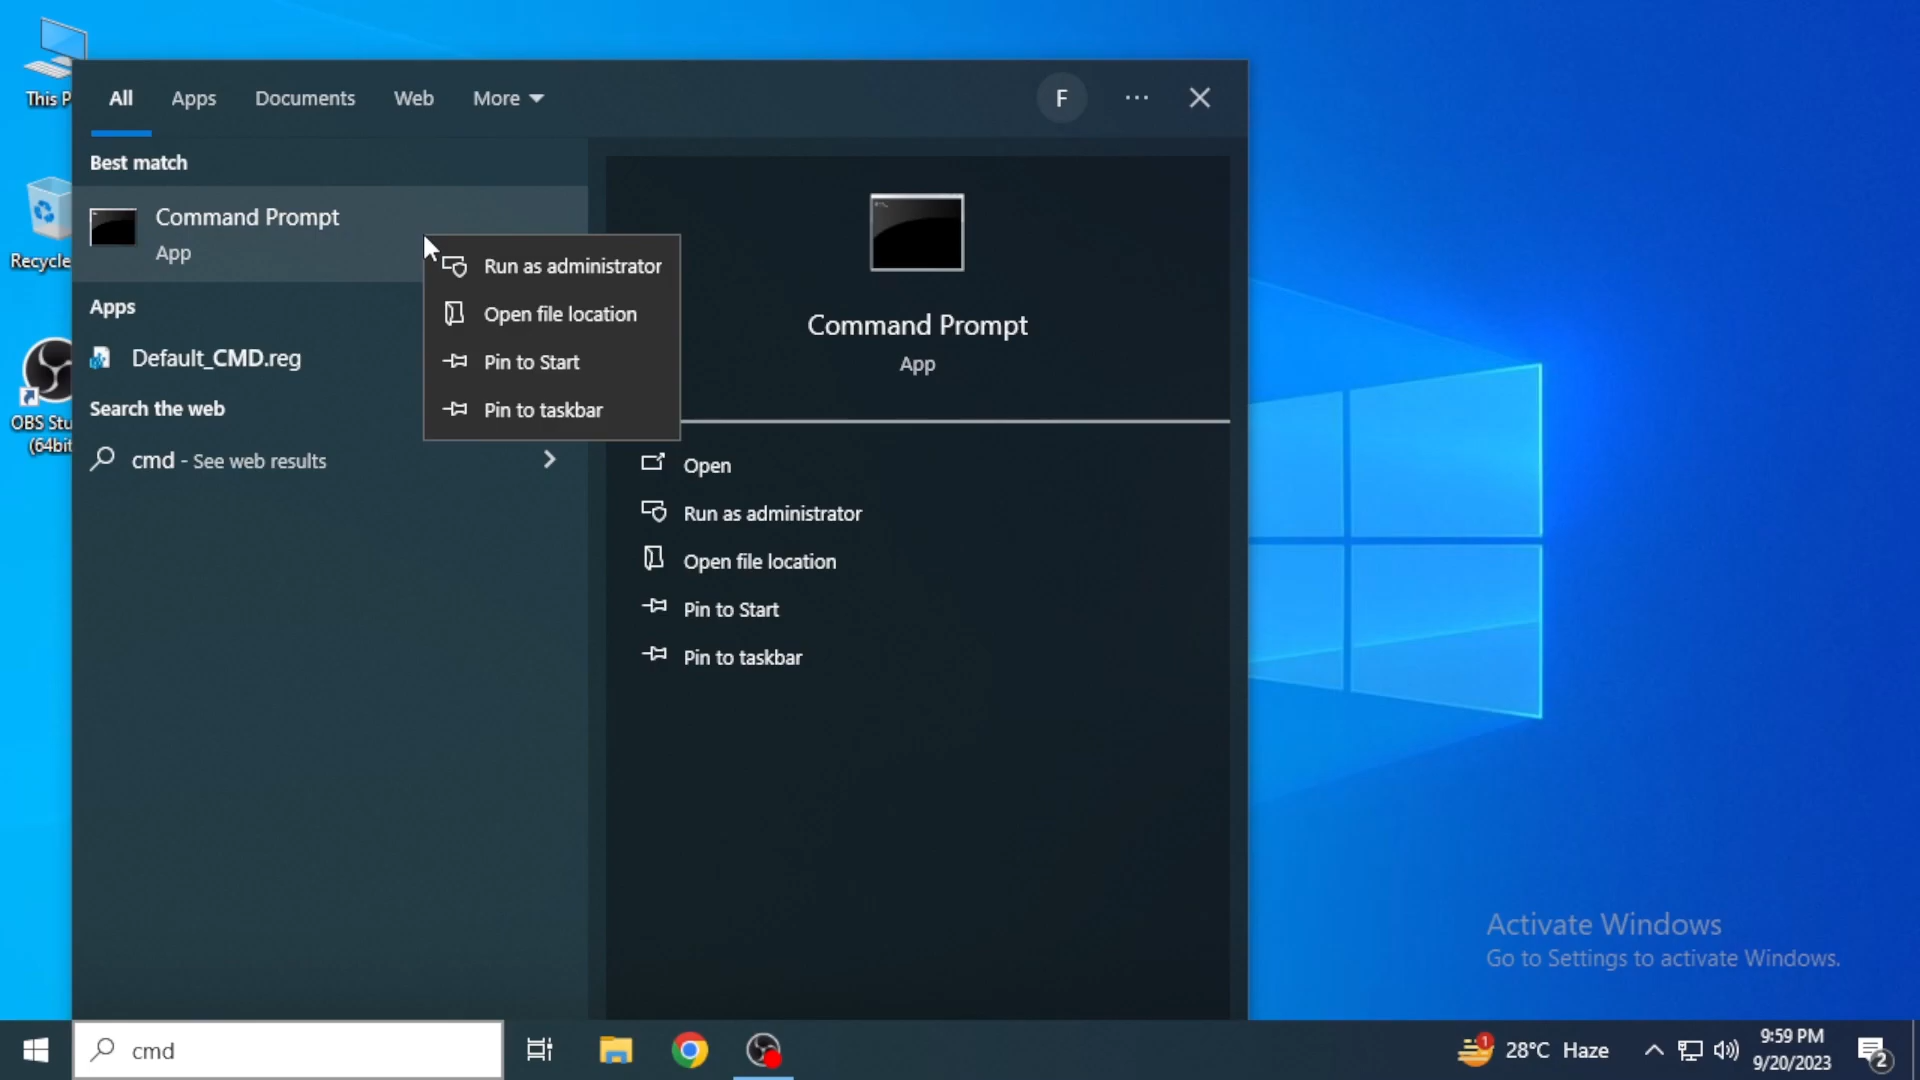 This P
Recycle
OBS Stu
(64bit
All
Apps
Documents
Web
More
F
Best match
Command Prompt
App
Apps
Default_CMD.reg
Search the web
cmd - See web results
Run as administrator
Open file location
Pin to Start
Pin to taskbar
Command Prompt
App
Open
Run as administrator
Open file location
Pin to Start
Pin to taskbar
Activate Windows
Go to Settings to activate Windows.
cmd
1
28°C Haze
9:59 PM
9/20/2023
2